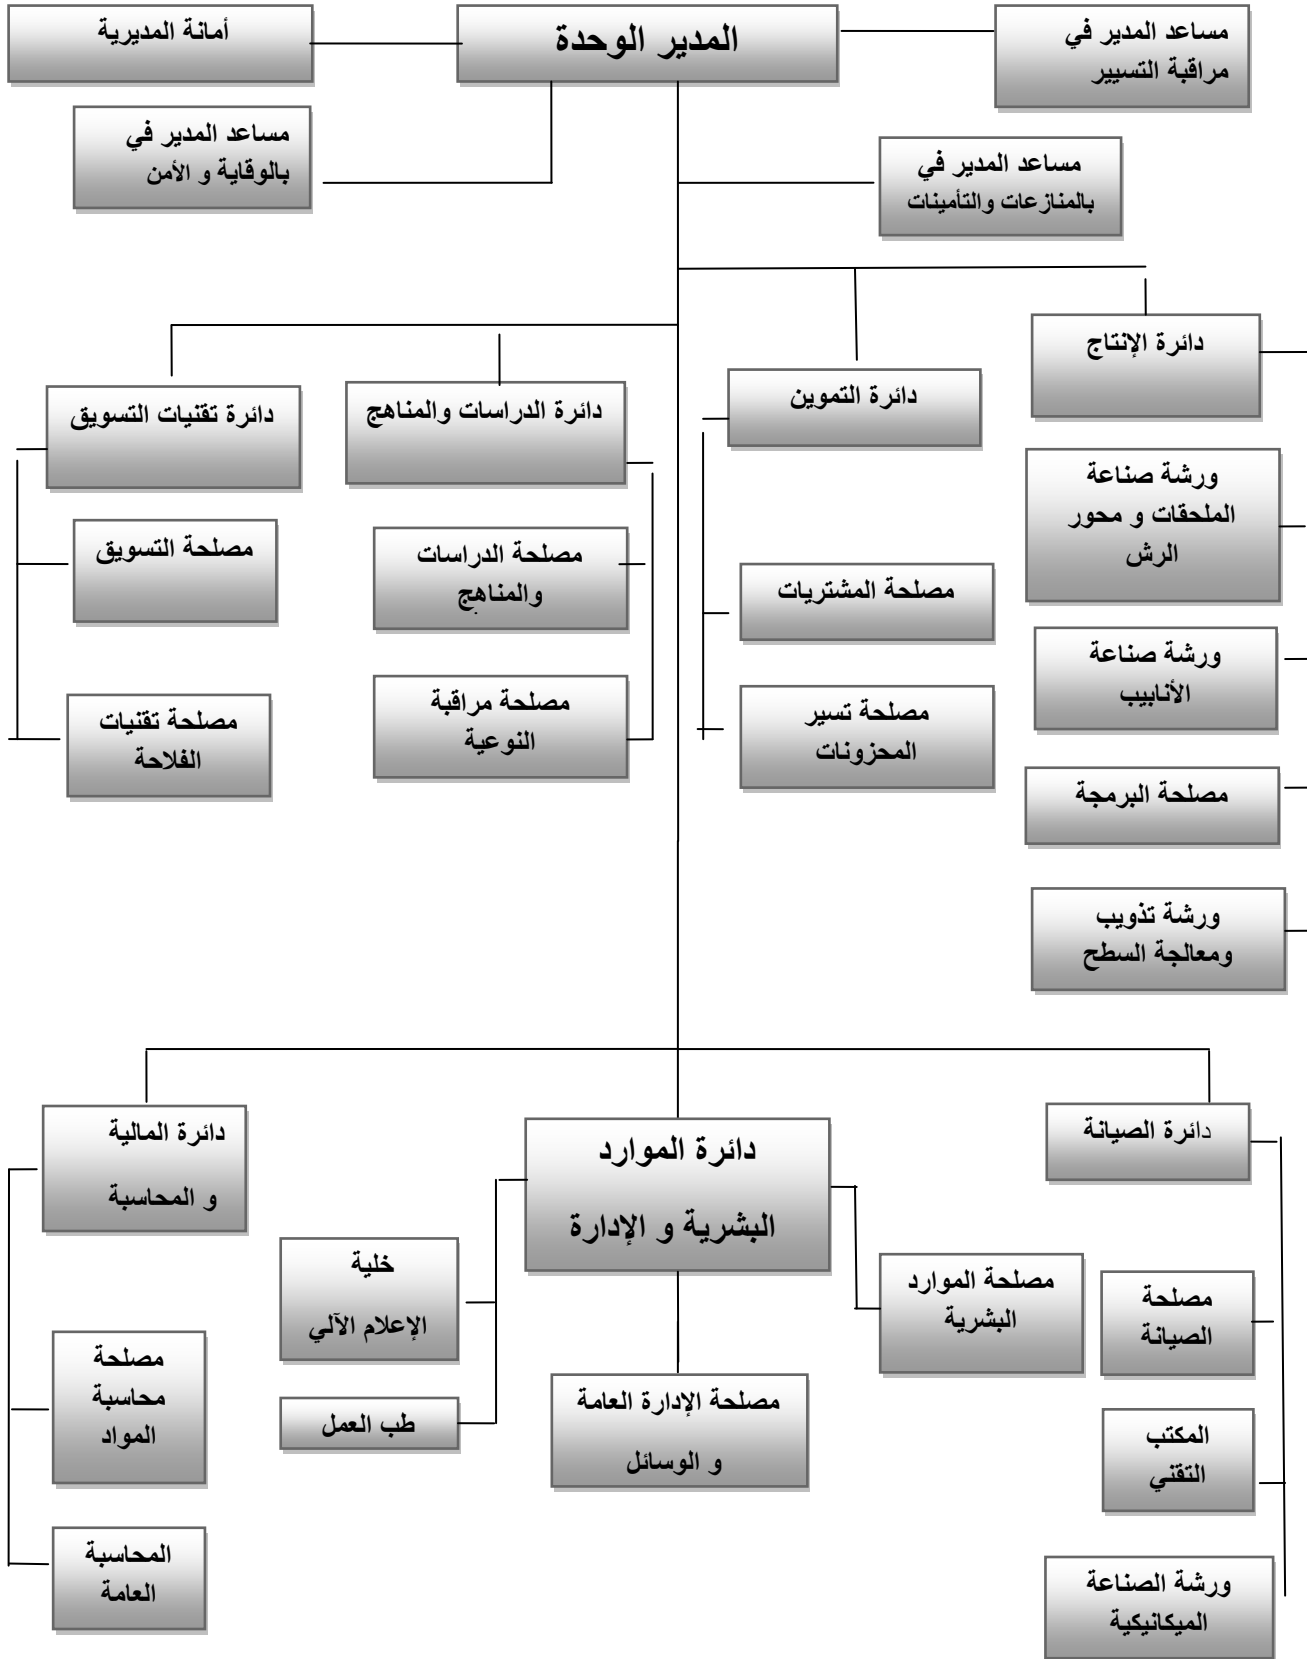 أمانة المديرية
المدير الوحدة
مساعد المدير في
مراقبة التسيير
مساعد المدير في
بالوقاية و الأمن
مساعد المدير في
بالمنازعات والتأمينات
دائرة الإنتاج
دائرة التموين
دائرة الدراسات والمناهج
دائرة تقنيات التسويق
ورشة صناعة
الملحقات و محور
الرش
مصلحة المشتريات
مصلحة الدراسات
والمناهج
مصلحة التسويق
ورشة صناعة
الأنابيب
مصلحة تسير
المحزونات
مصلحة مراقبة
النوعية
مصلحة تقنيات
الفلاحة
مصلحة البرمجة
ورشة تذويب
ومعالجة السطح
دائرة الصيانة
دائرة الموارد
البشرية و الإدارة
دائرة المالية
و المحاسبة
مصلحة الموارد
البشرية
خلية
الإعلام الآلي
مصلحة
الصيانة
مصلحة الإدارة العامة
و الوسائل
طب العمل
مصلحة
محاسبة
المواد
المكتب
التقني
المحاسبة
العامة
ورشة الصناعة
الميكانيكية